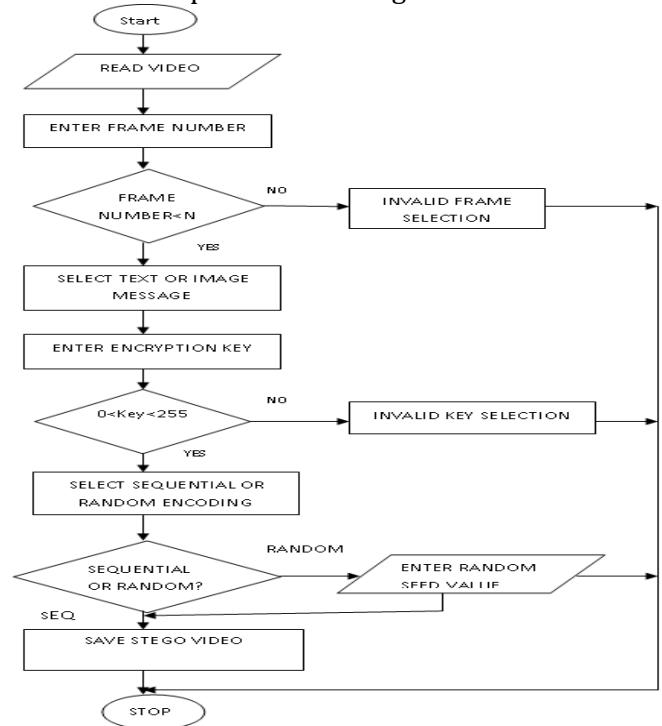 Start
READ VIDEO
ENTER FRAME NUMBER
FRAME
NUMBER<N
NO
INVALID FRAME
SELECTION
YES
SELECT TEXT OR IMAGE
MESSAGE
ENTER ENCRYPTION KEY
0<Key<255
NO
INVALID KEY SELECTION
YES
SELECT SEQUENTIAL OR
RANDOM ENCODING
SEQUENTIAL
OR RANDOM?
RANDOM
ENTER RANDOM
SEED VALUE
SEQ
SAVE STEGO VIDEO
STOP